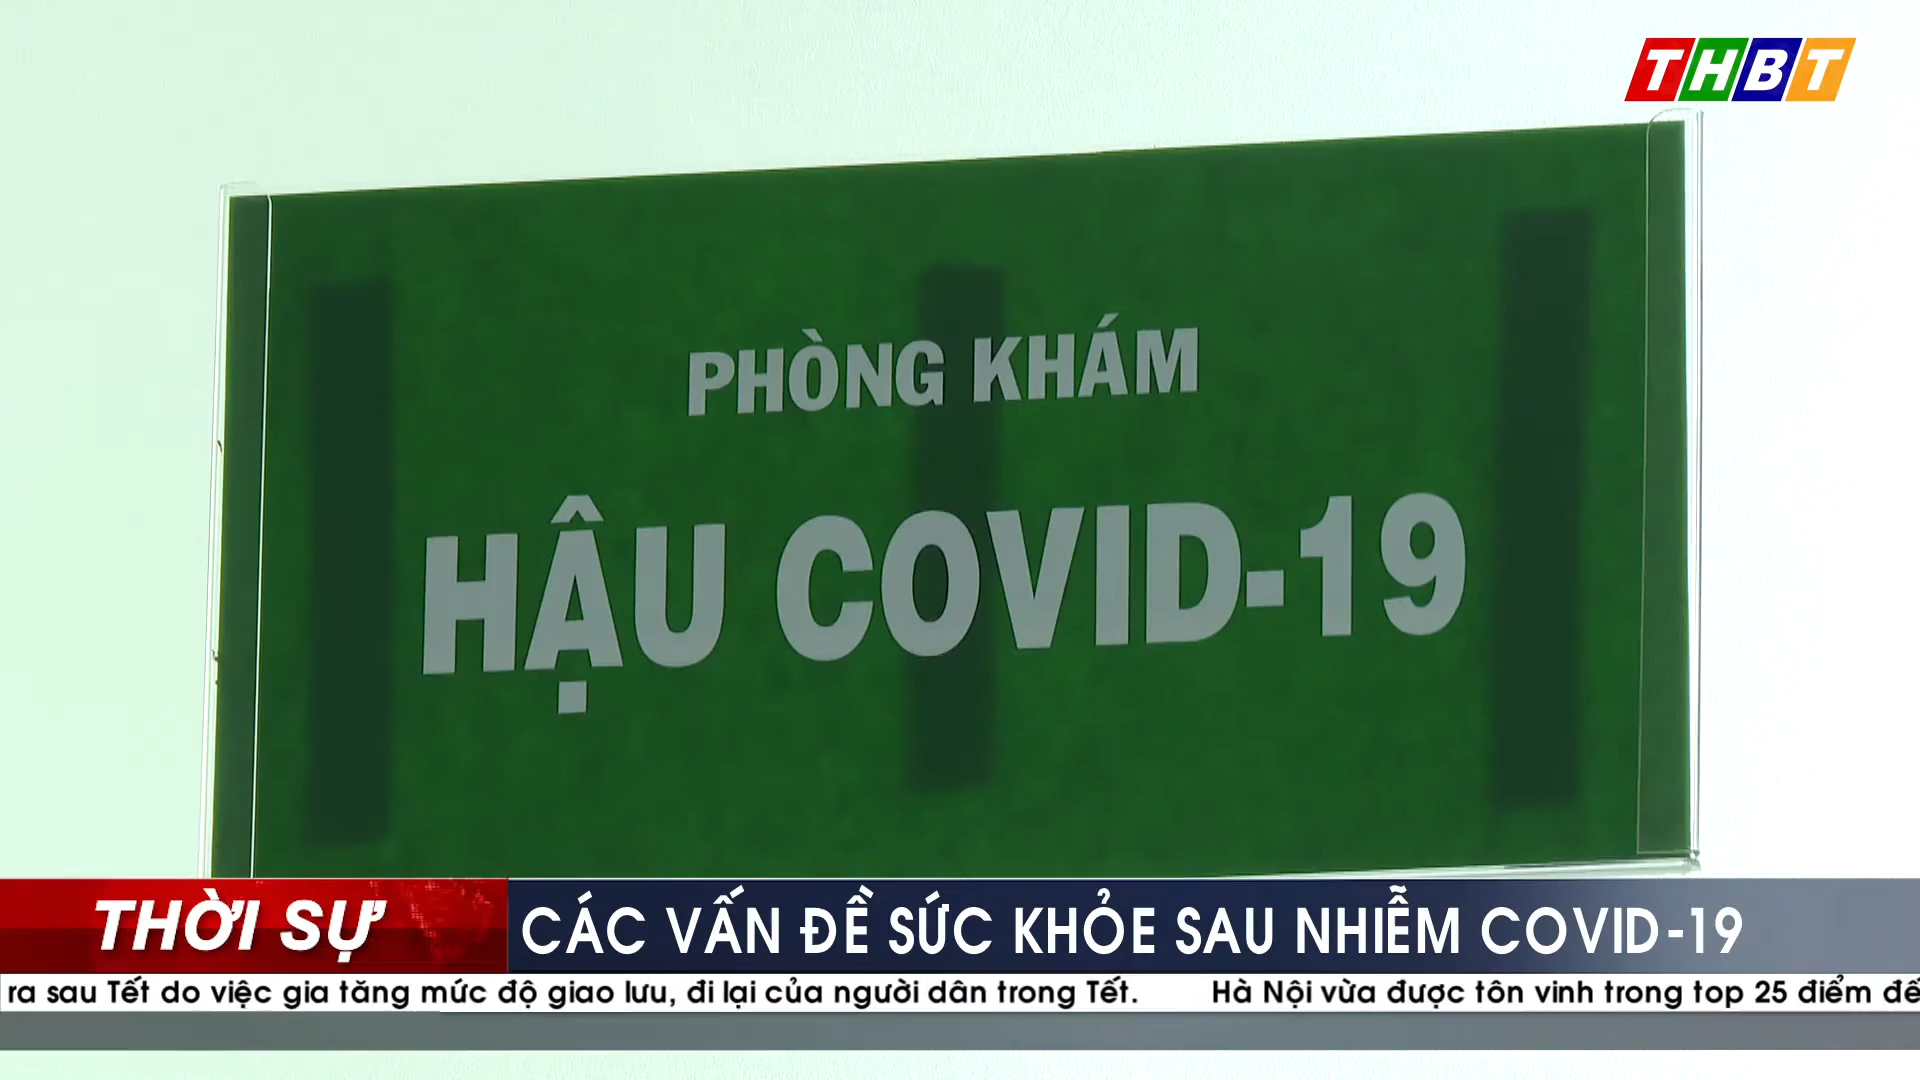 THBT
PHÒNG KHÁM
HẬU COVID-19
THỜI SỰ
CÁC VẤN ĐỀ SỨC KHỎE SAU NHIỄM COVID-19
ra sau Tết do việc gia tăng mức độ giao lưu, đi lại của người dân trong Tết. Hà Nội vừa được tôn vinh trong top 25 điểm